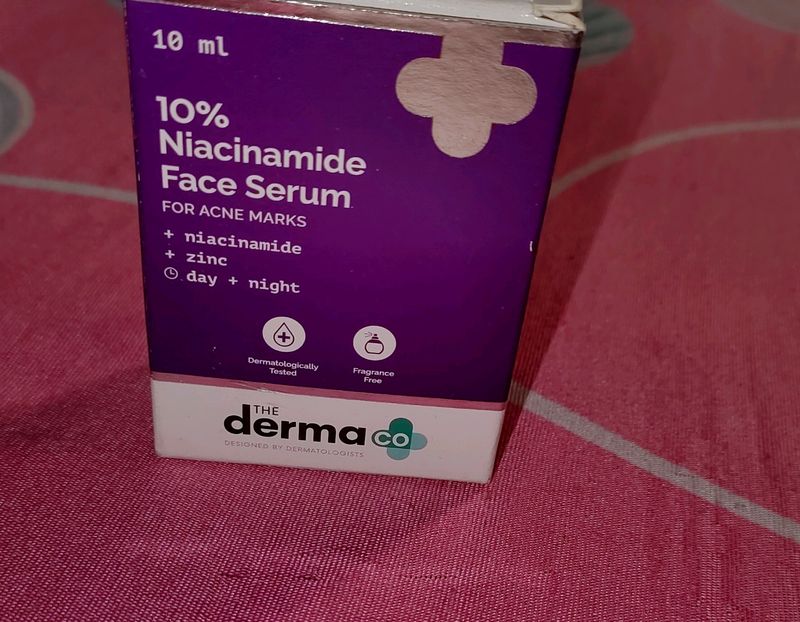 10 ml
10%
Niacinamide
Face Serum
FOR ACNE MARKS
+ niacinamide
+ zinc
day + night
Dermatologically
Tested
Fragrance
Free
THE
derma co
DESIGNED BY DERMATOLOGISTS